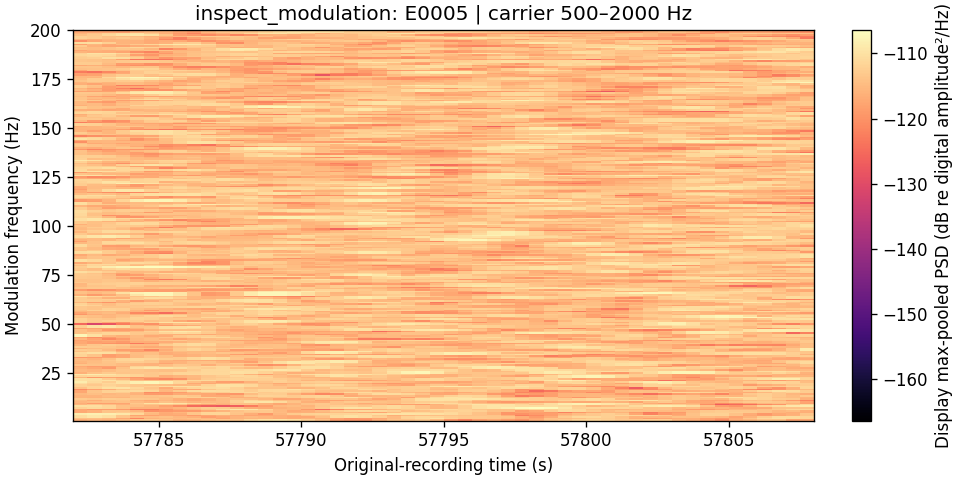 inspect_modulation: E0005 | carrier 500–2000 Hz
200
175
150
125
100
75
50
25
Modulation frequency (Hz)
57785 57790 57795 57800 57805
Original-recording time (s)
−110
−120
−130
−140
−150
−160
Display max-pooled PSD (dB re digital amplitude²/Hz)